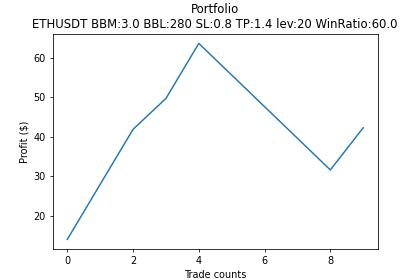 Portfolio
ETHUSDT BBM:3.0 BBL:280 SL:0.8 TP:1.4 lev:20 WinRatio:60.0
60
50
40
30
20
Profit ($)
0 2 4 6 8
Trade counts